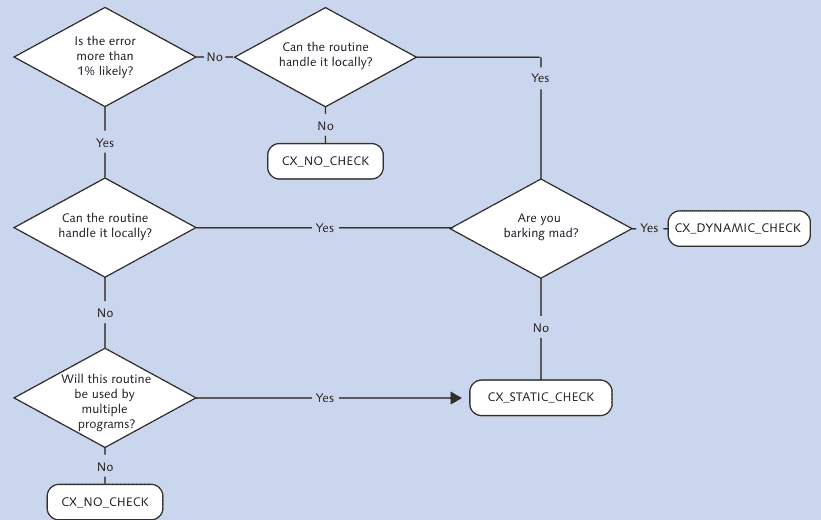 Is the error
more than
1% likely?
No
Can the routine
handle it locally?
Yes
No
CX_NO_CHECK
Yes
Can the routine
handle it locally?
Yes
Are you
barking mad?
Yes
CX_DYNAMIC_CHECK
No
No
Will this routine
be used by
multiple
programs?
Yes
CX_STATIC_CHECK
No
CX_NO_CHECK